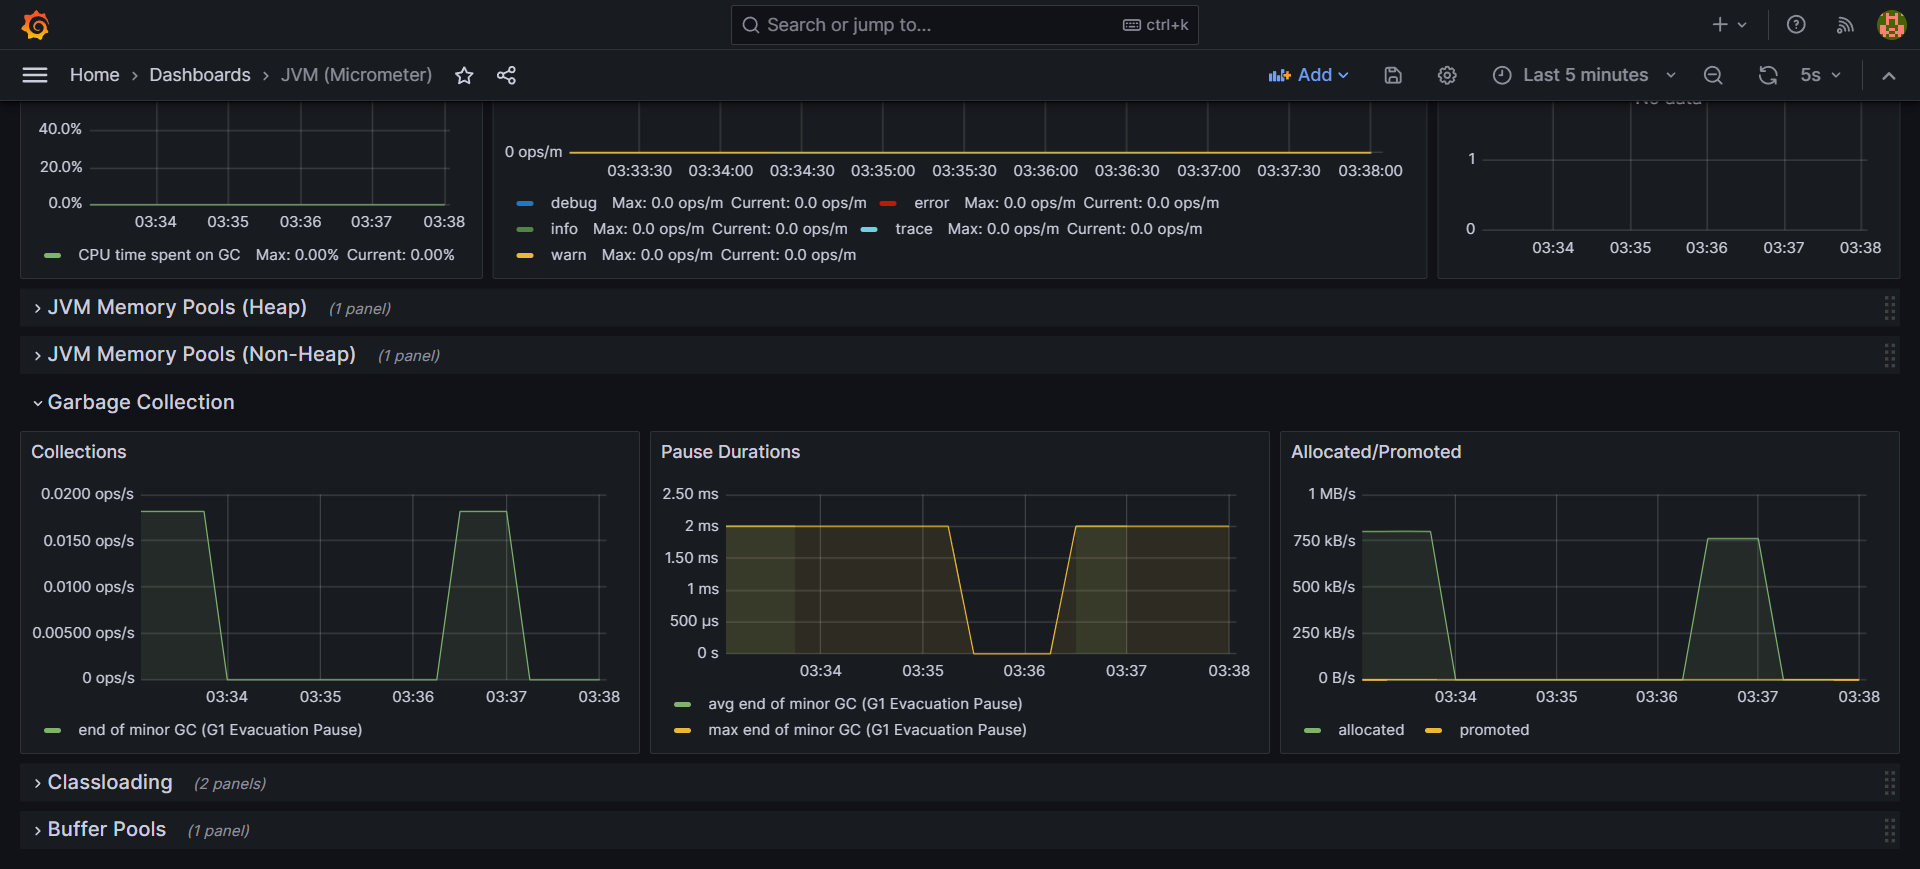 Search or jump to... ctrl+k
Home › Dashboards › JVM (Micrometer) Add Last 5 minutes 5s
40.0%
20.0%
0.0%
03:34 03:35 03:36 03:37 03:38
CPU time spent on GC Max: 0.00% Current: 0.00%
0 ops/m
03:33:30 03:34:00 03:34:30 03:35:00 03:35:30 03:36:00 03:36:30 03:37:00 03:37:30 03:38:00
debug Max: 0.0 ops/m Current: 0.0 ops/m error Max: 0.0 ops/m Current: 0.0 ops/m
info Max: 0.0 ops/m Current: 0.0 ops/m trace Max: 0.0 ops/m Current: 0.0 ops/m
warn Max: 0.0 ops/m Current: 0.0 ops/m
No data
1
0
03:34 03:35 03:36 03:37 03:38
JVM Memory Pools (Heap) (1 panel)
JVM Memory Pools (Non-Heap) (1 panel)
Garbage Collection
Collections
0.0200 ops/s
0.0150 ops/s
0.0100 ops/s
0.00500 ops/s
0 ops/s
03:34 03:35 03:36 03:37 03:38
end of minor GC (G1 Evacuation Pause)
Pause Durations
2.50 ms
2 ms
1.50 ms
1 ms
500 µs
0 s
03:34 03:35 03:36 03:37 03:38
avg end of minor GC (G1 Evacuation Pause)
max end of minor GC (G1 Evacuation Pause)
Allocated/Promoted
1 MB/s
750 kB/s
500 kB/s
250 kB/s
0 B/s
03:34 03:35 03:36 03:37 03:38
allocated promoted
Classloading (2 panels)
Buffer Pools (1 panel)